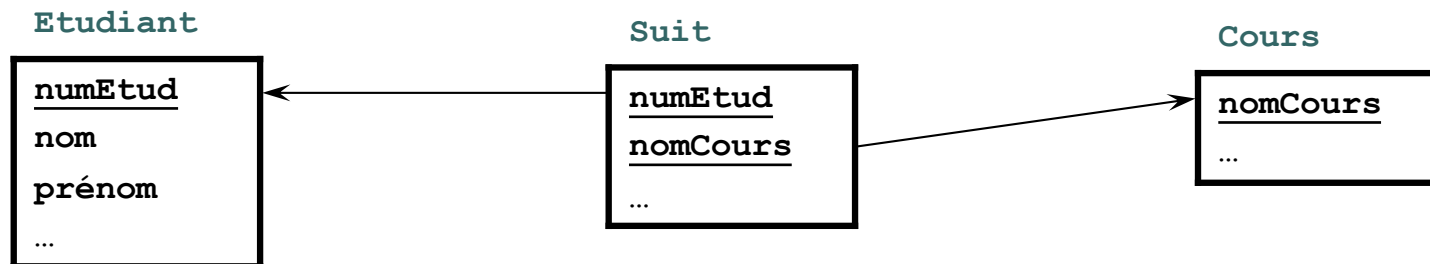 Etudiant
numEtud
nom
prénom
…
Suit
numEtud
nomCours
…
Cours
nomCours
…